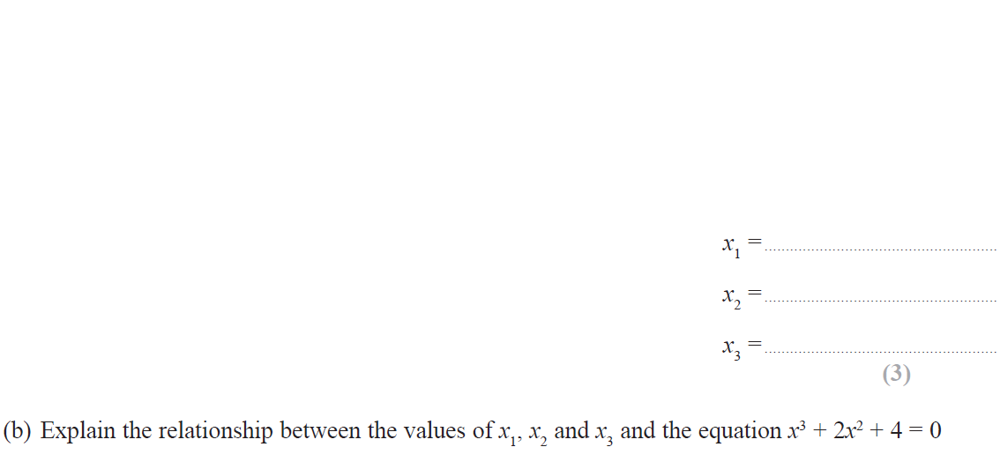 x₁ = ........................................................
x₂ = ........................................................
x₃ = ........................................................
(3)
(b) Explain the relationship between the values of x₁, x₂ and x₃ and the equation x³ + 2x² + 4 = 0